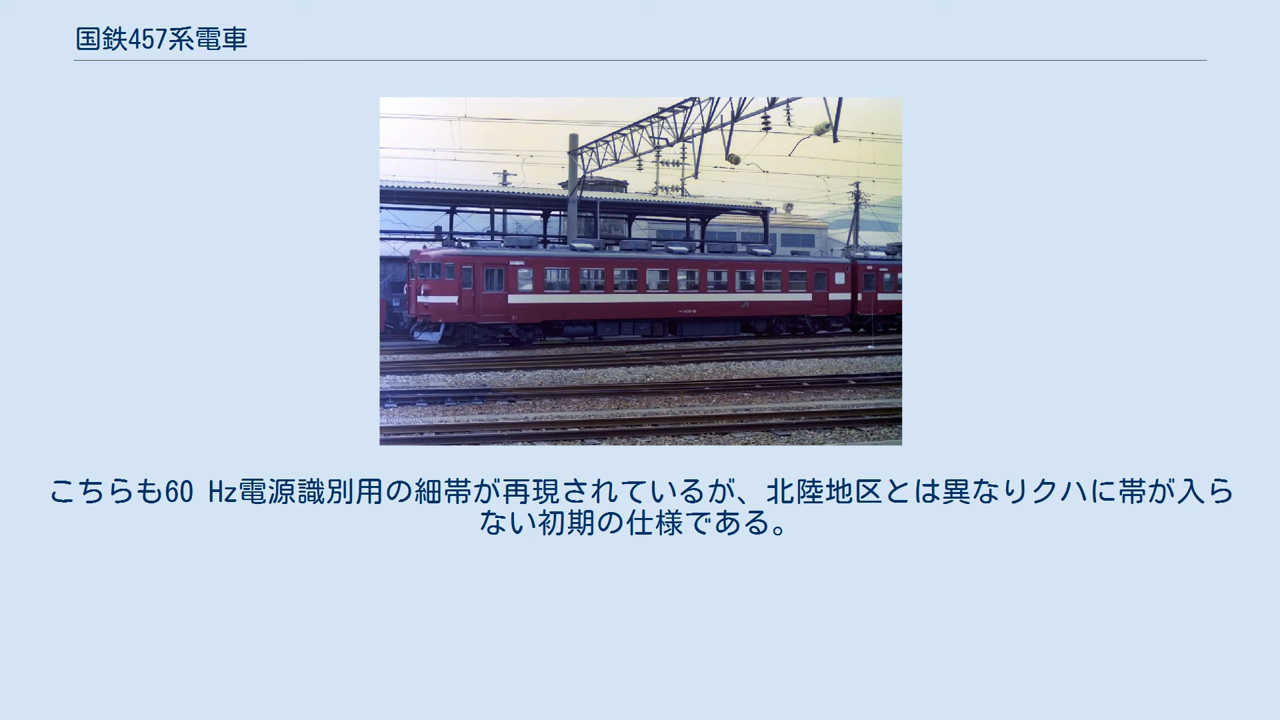 国鉄457系電車
こちらも60 Hz電源識別用の細帯が再現されているが、北陸地区とは異なりクハに帯が入ら
ない初期の仕様である。